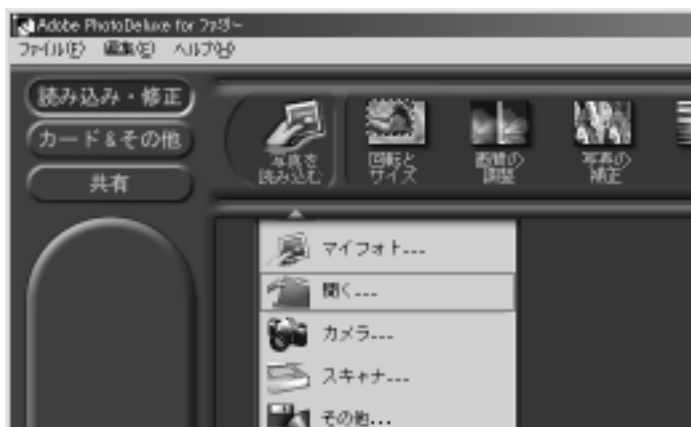 Adobe PhotoDeluxe for ファミリー
ファイル(F) 編集(E) ヘルプ(H)
読み込み・修正
カード&その他
共有
写真を
読み込む
回転と
サイズ
画質の
調整
写真の
補正
マイフォト...
開く...
カメラ...
スキャナ...
その他...